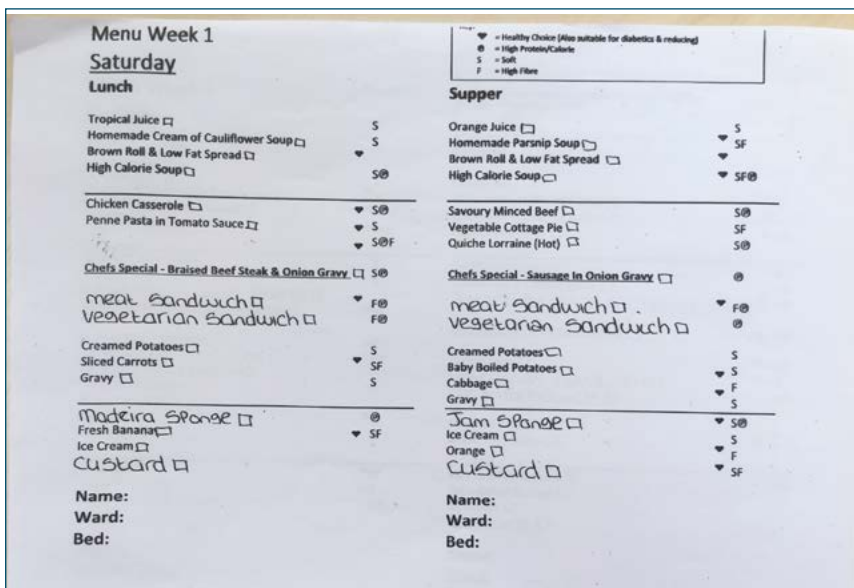 Menu Week 1
Saturday
Lunch
Tropical Juice S
Homemade Cream of Cauliflower Soup S
Brown Roll & Low Fat Spread ♥
High Calorie Soup S
Chicken Casserole ♥ S
Penne Pasta in Tomato Sauce ♥ S
♥ S F
Chefs Special - Braised Beef Steak & Onion Gravy S
meat Sandwich ♥ F
vegetarian Sandwich F
Creamed Potatoes S
Sliced Carrots ♥ SF
Gravy S
Madeira Sponge
Fresh Banana ♥ SF
Ice Cream
Custard
Name:
Ward:
Bed:
♥ = Healthy Choice (Also suitable for diabetics & reducing)
= High Protein/Calorie
S = Soft
F = High Fibre
Supper
Orange Juice S
Homemade Parsnip Soup ♥ SF
Brown Roll & Low Fat Spread ♥
High Calorie Soup ♥ SF
Savoury Minced Beef S
Vegetable Cottage Pie SF
Quiche Lorraine (Hot) S
Chefs Special - Sausage In Onion Gravy
meat Sandwich ♥ F
vegetarian Sandwich
Creamed Potatoes S
Baby Boiled Potatoes ♥ S
Cabbage ♥ F
Gravy S
Jam Sponge ♥ S
Ice Cream S
Orange ♥ F
Custard ♥ SF
Name:
Ward:
Bed: